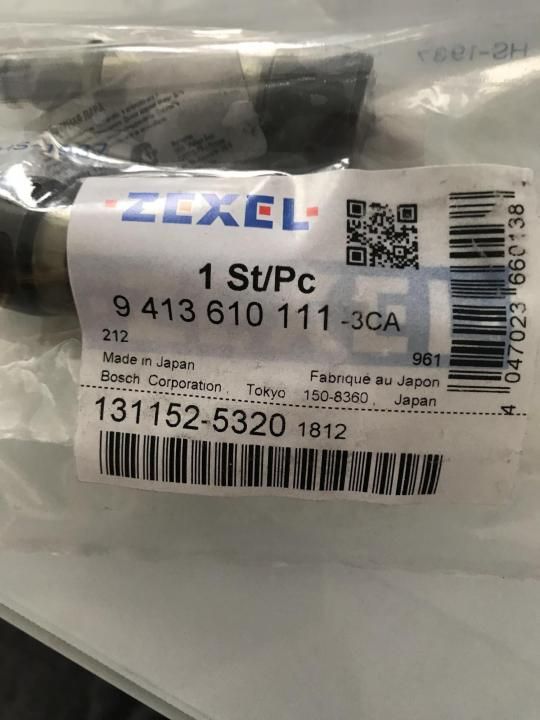 HS-1937
ZEXEL
1 St/Pc
9 413 610 111 -3CA
212
961
Made in Japan
Fabriqué au Japon
Bosch Corporation , Tokyo 150-8360 , Japan
131152-5320 1812
4 047023 660138